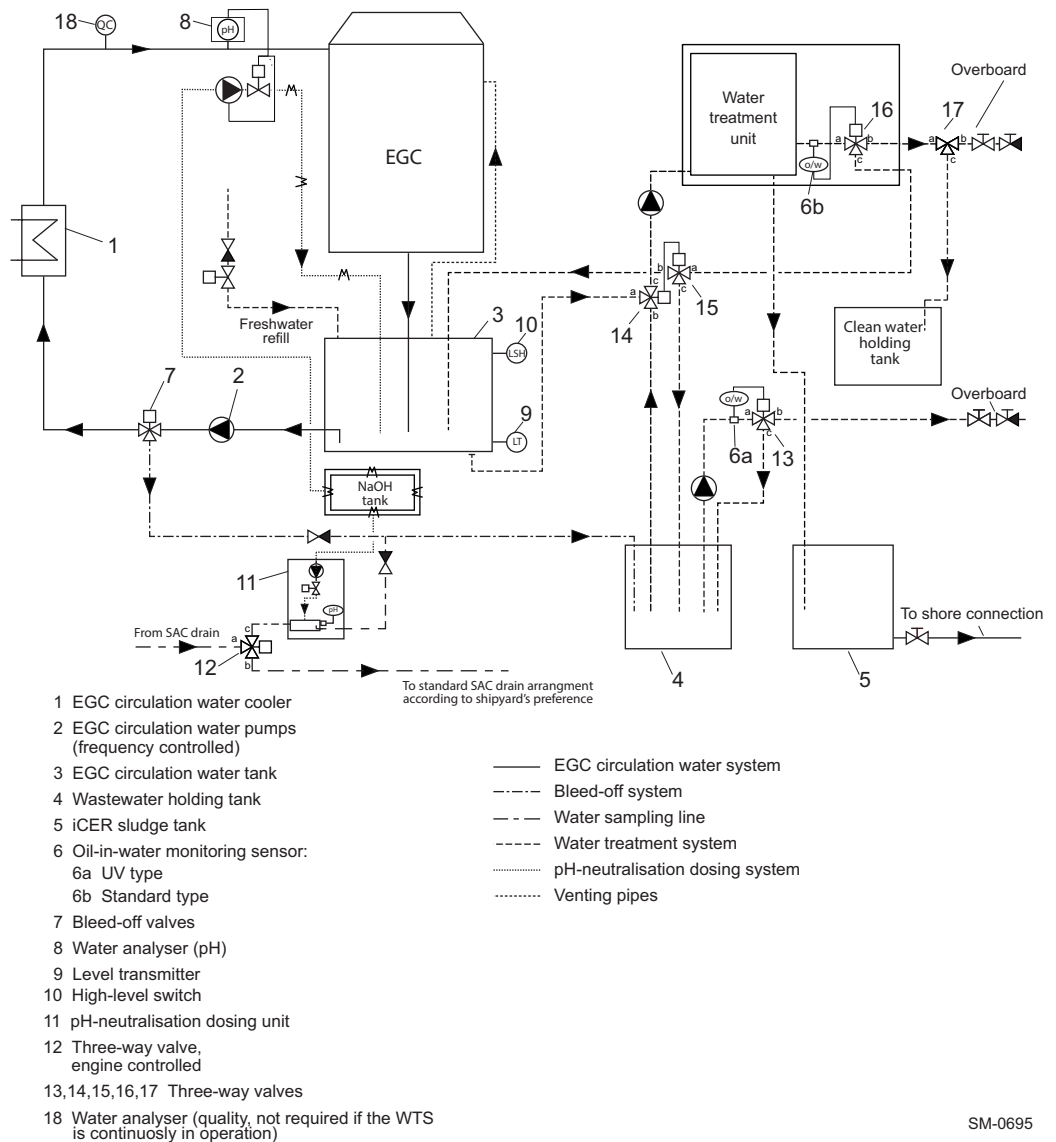 18
QC
8
pH
EGC
Water
treatment
unit
16
17
Overboard
a
b
c
o/w
6b
a
b
c
1
Freshwater
refill
3
10
LSH
9
LT
b
a
c
15
a
c
b
14
Clean water
holding
tank
7
2
NaOH
tank
o/w
a
b
c
6a
13
Overboard
11
pH
From SAC drain
a
c
b
12
To standard SAC drain arrangment
according to shipyard's preference
4
5
To shore connection
1 EGC circulation water cooler
2 EGC circulation water pumps
(frequency controlled)
3 EGC circulation water tank
4 Wastewater holding tank
5 iCER sludge tank
6 Oil-in-water monitoring sensor:
6a UV type
6b Standard type
7 Bleed-off valves
8 Water analyser (pH)
9 Level transmitter
10 High-level switch
11 pH-neutralisation dosing unit
12 Three-way valve,
engine controlled
13,14,15,16,17 Three-way valves
18 Water analyser (quality, not required if the WTS
is continuosly in operation)
EGC circulation water system
Bleed-off system
Water sampling line
Water treatment system
pH-neutralisation dosing system
Venting pipes
SM-0695